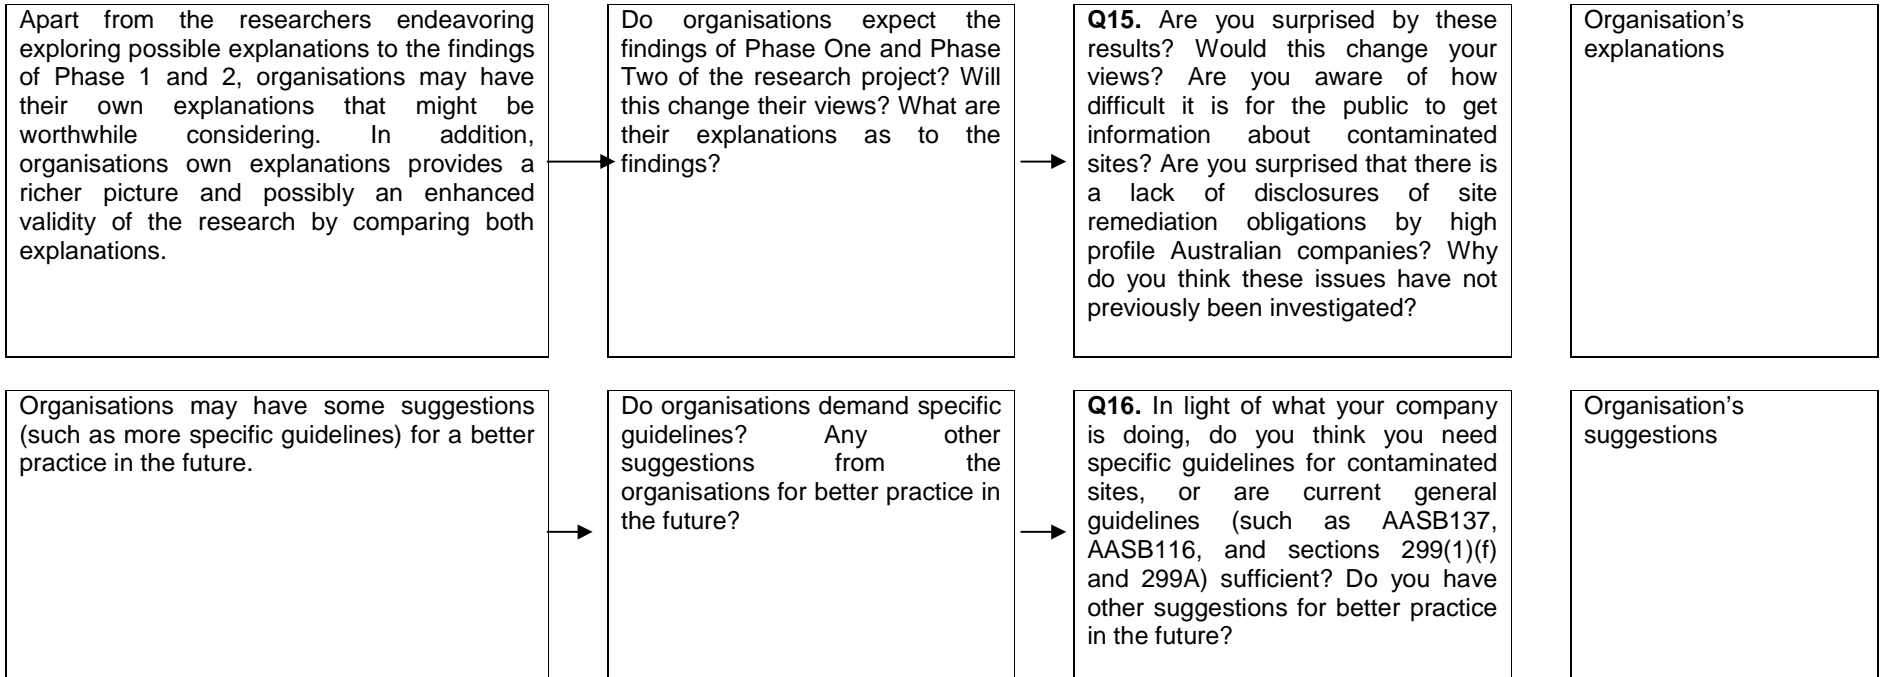 Apart from the researchers endeavoring
exploring possible explanations to the findings
of Phase 1 and 2, organisations may have
their own explanations that might be
worthwhile considering. In addition,
organisations own explanations provides a
richer picture and possibly an enhanced
validity of the research by comparing both
explanations.
Do organisations expect the
findings of Phase One and Phase
Two of the research project? Will
this change their views? What are
their explanations as to the
findings?
Q15. Are you surprised by these
results? Would this change your
views? Are you aware of how
difficult it is for the public to get
information about contaminated
sites? Are you surprised that there is
a lack of disclosures of site
remediation obligations by high
profile Australian companies? Why
do you think these issues have not
previously been investigated?
Organisation's
explanations
Organisations may have some suggestions
(such as more specific guidelines) for a better
practice in the future.
Do organisations demand specific
guidelines? Any other
suggestions from the
organisations for better practice in
the future?
Q16. In light of what your company
is doing, do you think you need
specific guidelines for contaminated
sites, or are current general
guidelines (such as AASB137,
AASB116, and sections 299(1)(f)
and 299A) sufficient? Do you have
other suggestions for better practice
in the future?
Organisation's
suggestions